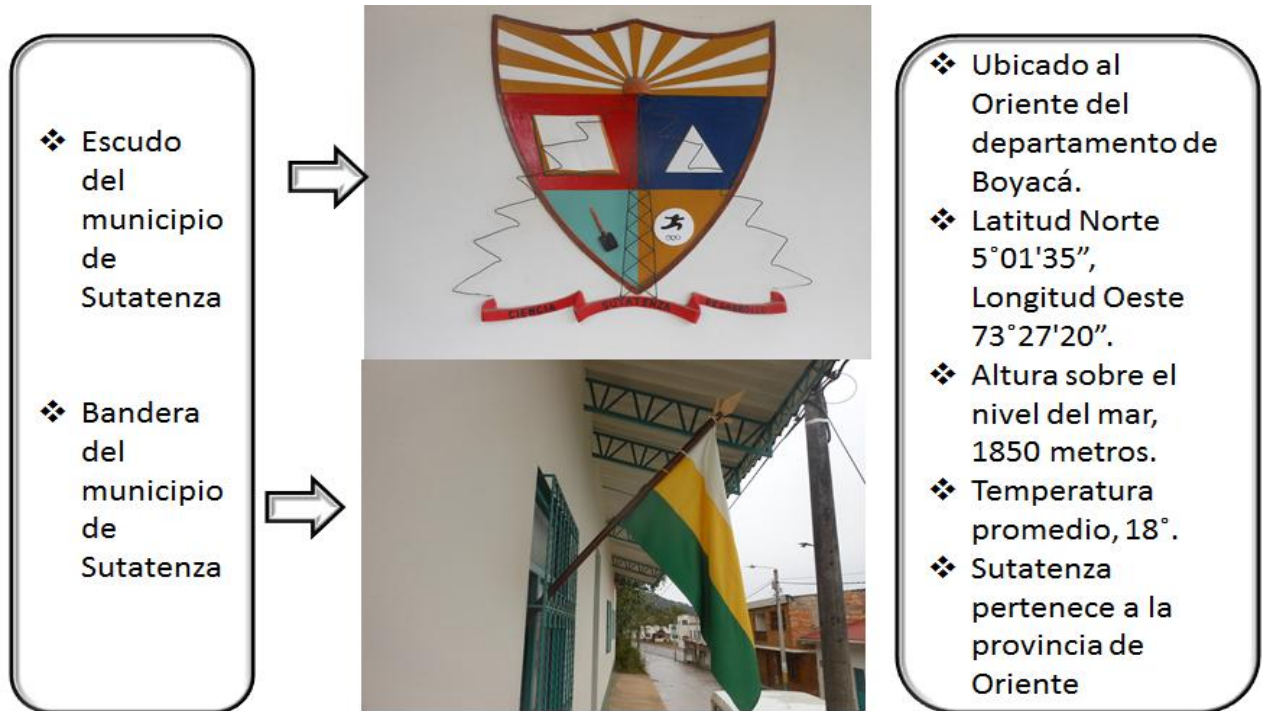 ❖ Escudo
del
municipio
de
Sutatenza
❖ Bandera
del
municipio
de
Sutatenza
CIENCIA SUTATENZA DESARROLLO
❖ Ubicado al
Oriente del
departamento de
Boyacá.
❖ Latitud Norte
5°01'35”,
Longitud Oeste
73°27'20”.
❖ Altura sobre el
nivel del mar,
1850 metros.
❖ Temperatura
promedio, 18°.
❖ Sutatenza
pertenece a la
provincia de
Oriente